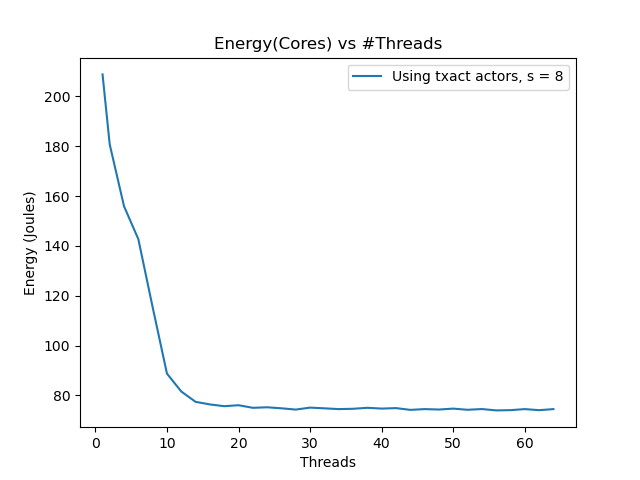 Energy(Cores) vs #Threads
Using txact actors, s = 8
Energy (Joules)
200
180
160
140
120
100
80
0 10 20 30 40 50 60
Threads